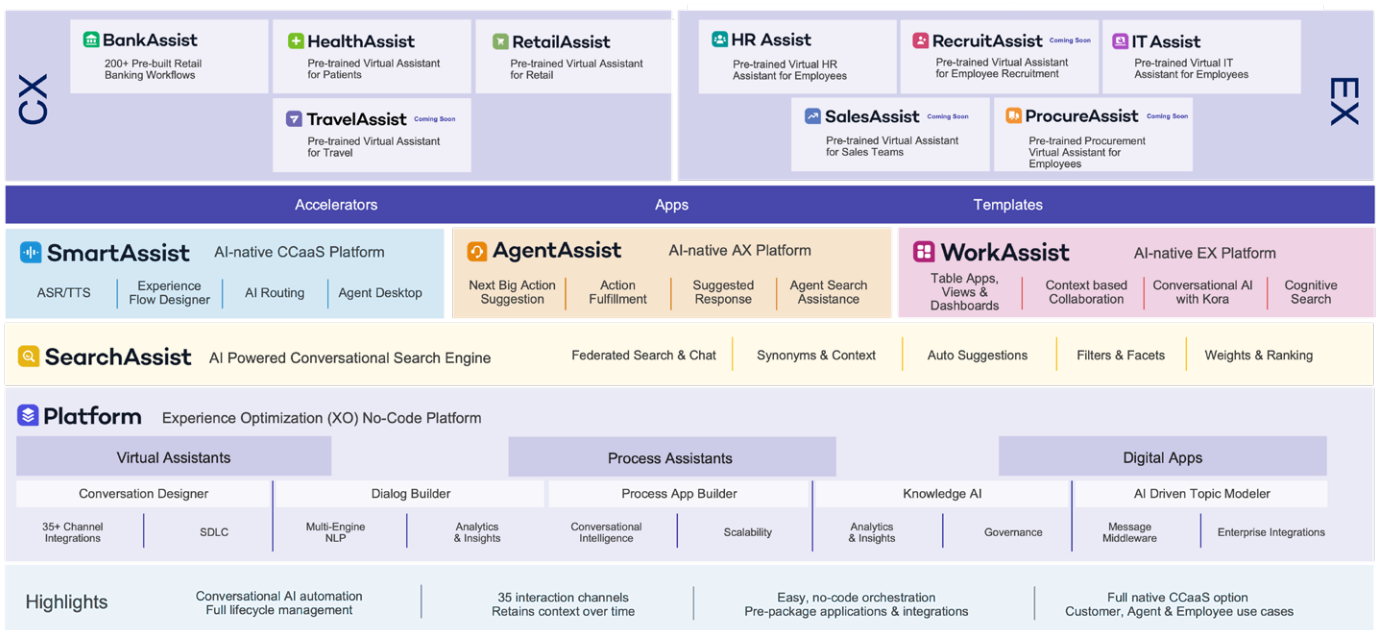 CX
BankAssist
200+ Pre-built Retail
Banking Workflows
HealthAssist
Pre-trained Virtual Assistant
for Patients
RetailAssist
Pre-trained Virtual Assistant
for Retail
TravelAssist Coming Soon
Pre-trained Virtual Assistant
for Travel
HR Assist
Pre-trained Virtual HR
Assistant for Employees
RecruitAssist Coming Soon
Pre-trained Virtual Assistant
for Employee Recruitment
IT Assist
Pre-trained Virtual IT
Assistant for Employees
SalesAssist Coming Soon
Pre-trained Virtual Assistant
for Sales Teams
ProcureAssist Coming Soon
Pre-trained Procurement
Virtual Assistant for
Employees
EX
Accelerators Apps Templates
SmartAssist AI-native CCaaS Platform
ASR/TTS
Experience
Flow Designer
AI Routing
Agent Desktop
AgentAssist AI-native AX Platform
Next Big Action
Suggestion
Action
Fulfillment
Suggested
Response
Agent Search
Assistance
WorkAssist AI-native EX Platform
Table Apps,
Views &
Dashboards
Context based
Collaboration
Conversational AI
with Kora
Cognitive
Search
SearchAssist AI Powered Conversational Search Engine
Federated Search & Chat
Synonyms & Context
Auto Suggestions
Filters & Facets
Weights & Ranking
Platform Experience Optimization (XO) No-Code Platform
Virtual Assistants
Process Assistants
Digital Apps
Conversation Designer
Dialog Builder
Process App Builder
Knowledge AI
AI Driven Topic Modeler
35+ Channel
Integrations
SDLC
Multi-Engine
NLP
Analytics
& Insights
Conversational
Intelligence
Scalability
Analytics
& Insights
Governance
Message
Middleware
Enterprise Integrations
Highlights
Conversational AI automation
Full lifecycle management
35 interaction channels
Retains context over time
Easy, no-code orchestration
Pre-package applications & integrations
Full native CCaaS option
Customer, Agent & Employee use cases